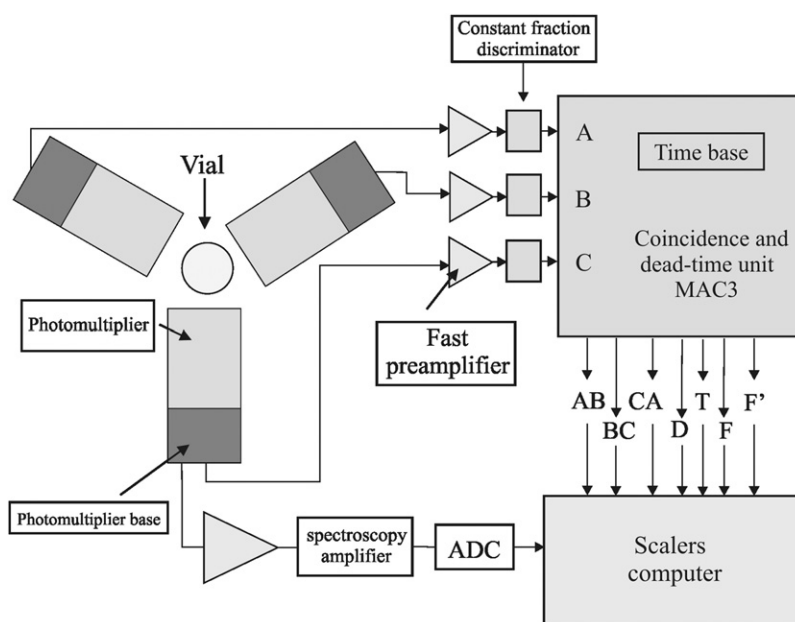 Constant fraction
discriminator
Vial
A
Time base
B
Coincidence and
dead-time unit
MAC3
C
Photomultiplier
Fast
preamplifier
AB
CA
T
F’
BC
D
F
Photomultiplier base
spectroscopy
amplifier
ADC
Scalers
computer